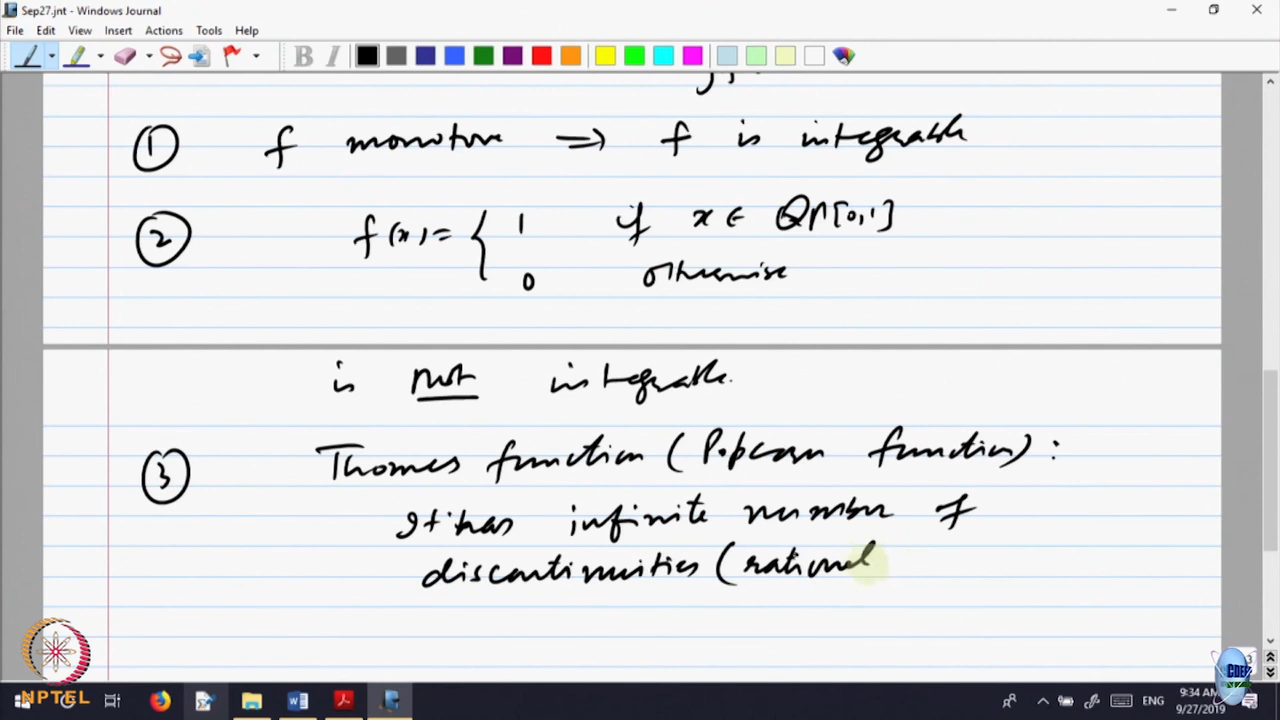 Sep27.jnt - Windows Journal
File Edit View Insert Actions Tools Help
① f monotone ⇒ f is integrable
② f(x) = { 1 if x ∈ Q∩[0,1]
0 otherwise
is not integrable.
③ Thomes function (Popcorn function) :
It has infinite number of
discontinuities (rational
NPTEL
CDEEP
ENG
9:34 AM
9/27/2019